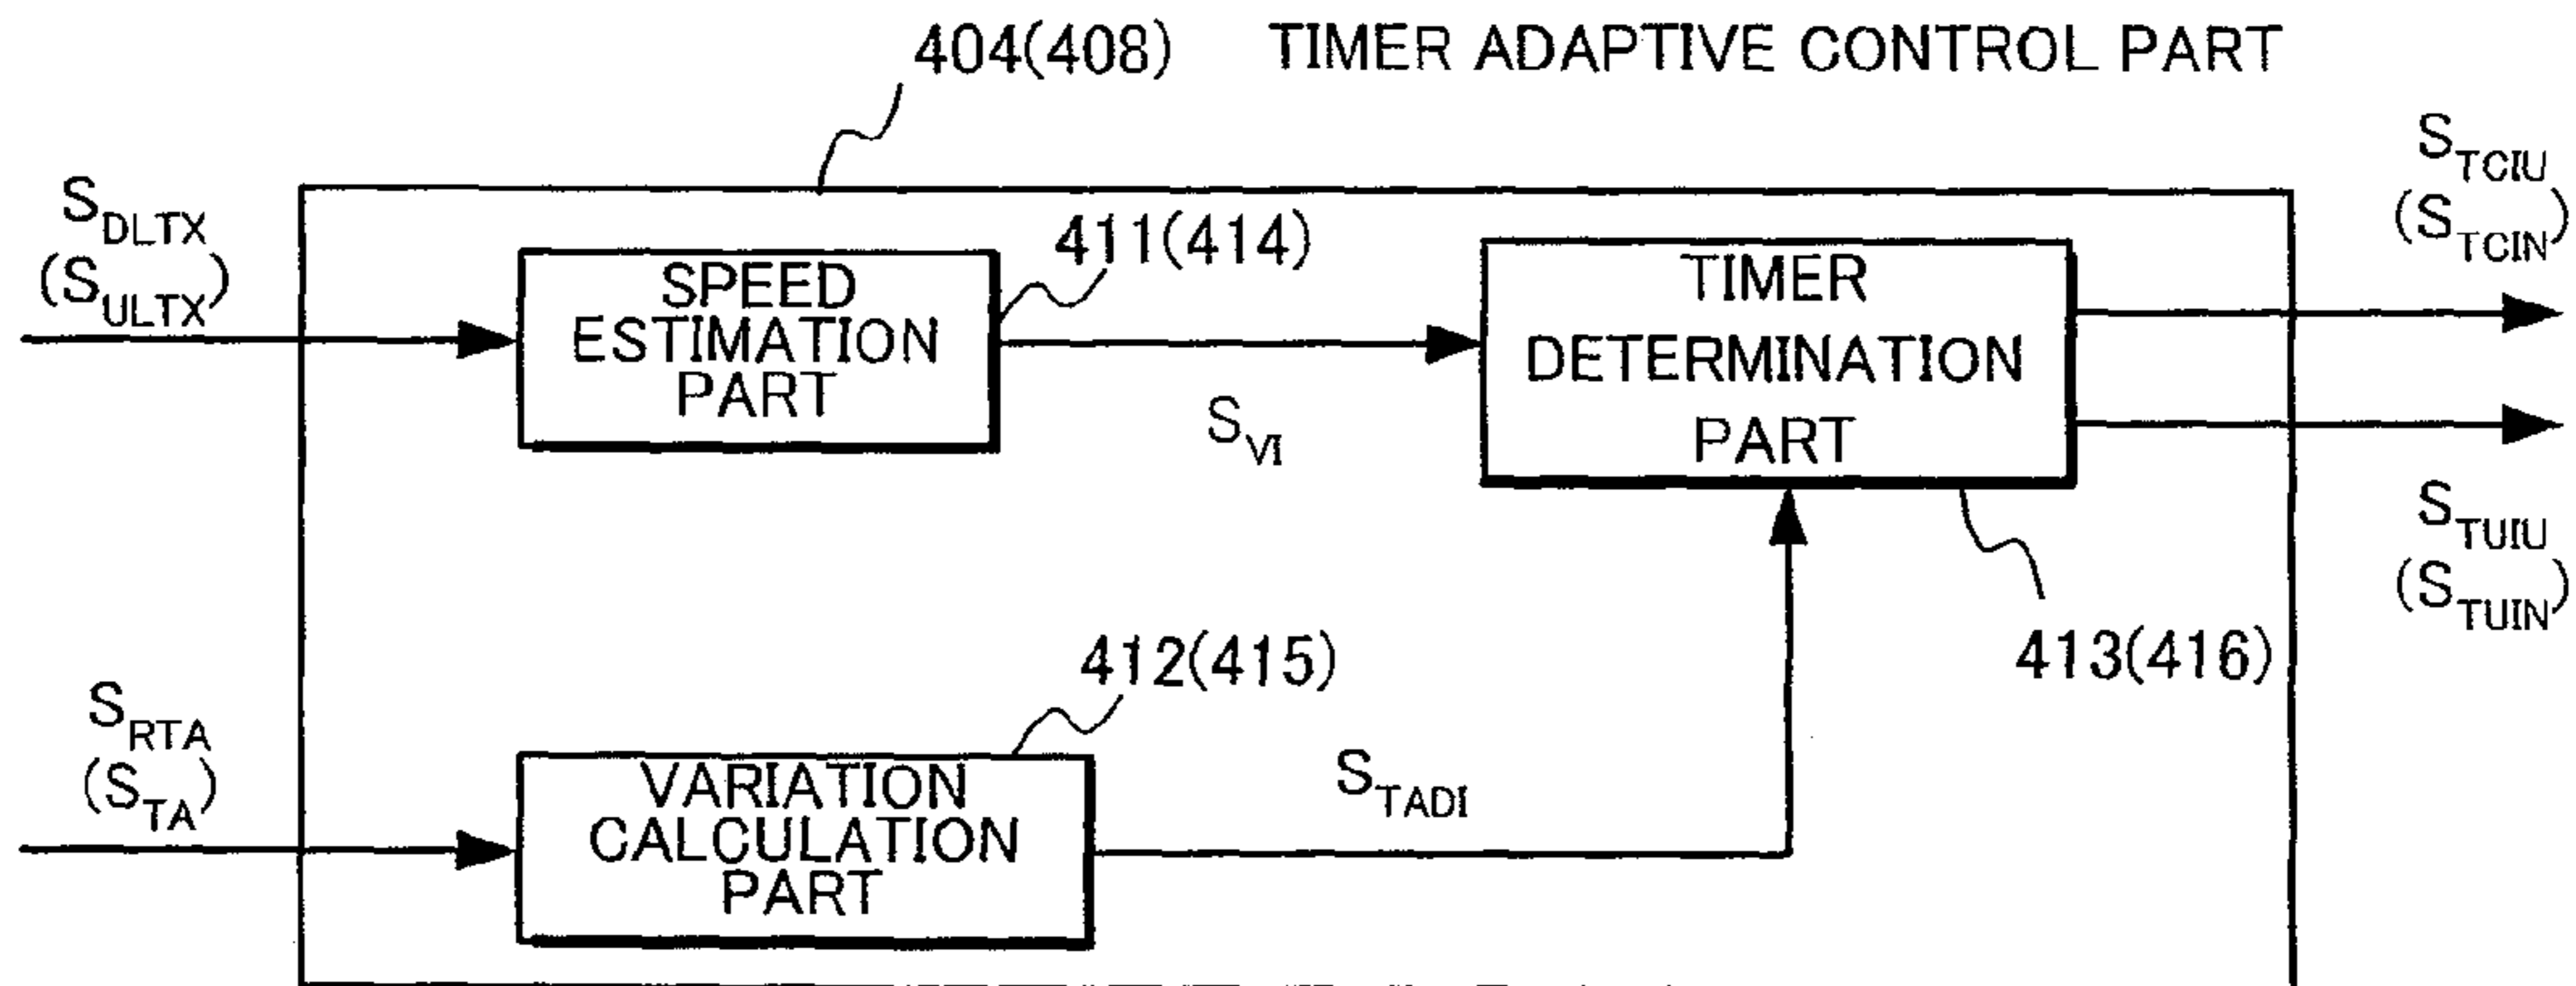 404(408) TIMER ADAPTIVE CONTROL PART
S_DLTX
(S_ULTX)
SPEED
ESTIMATION
PART
411(414)
S_VI
TIMER
DETERMINATION
PART
S_TCIU
(S_TCIN)
S_TUIU
(S_TUIN)
413(416)
S_RTA
(S_TA)
VARIATION
CALCULATION
PART
412(415)
S_TADI